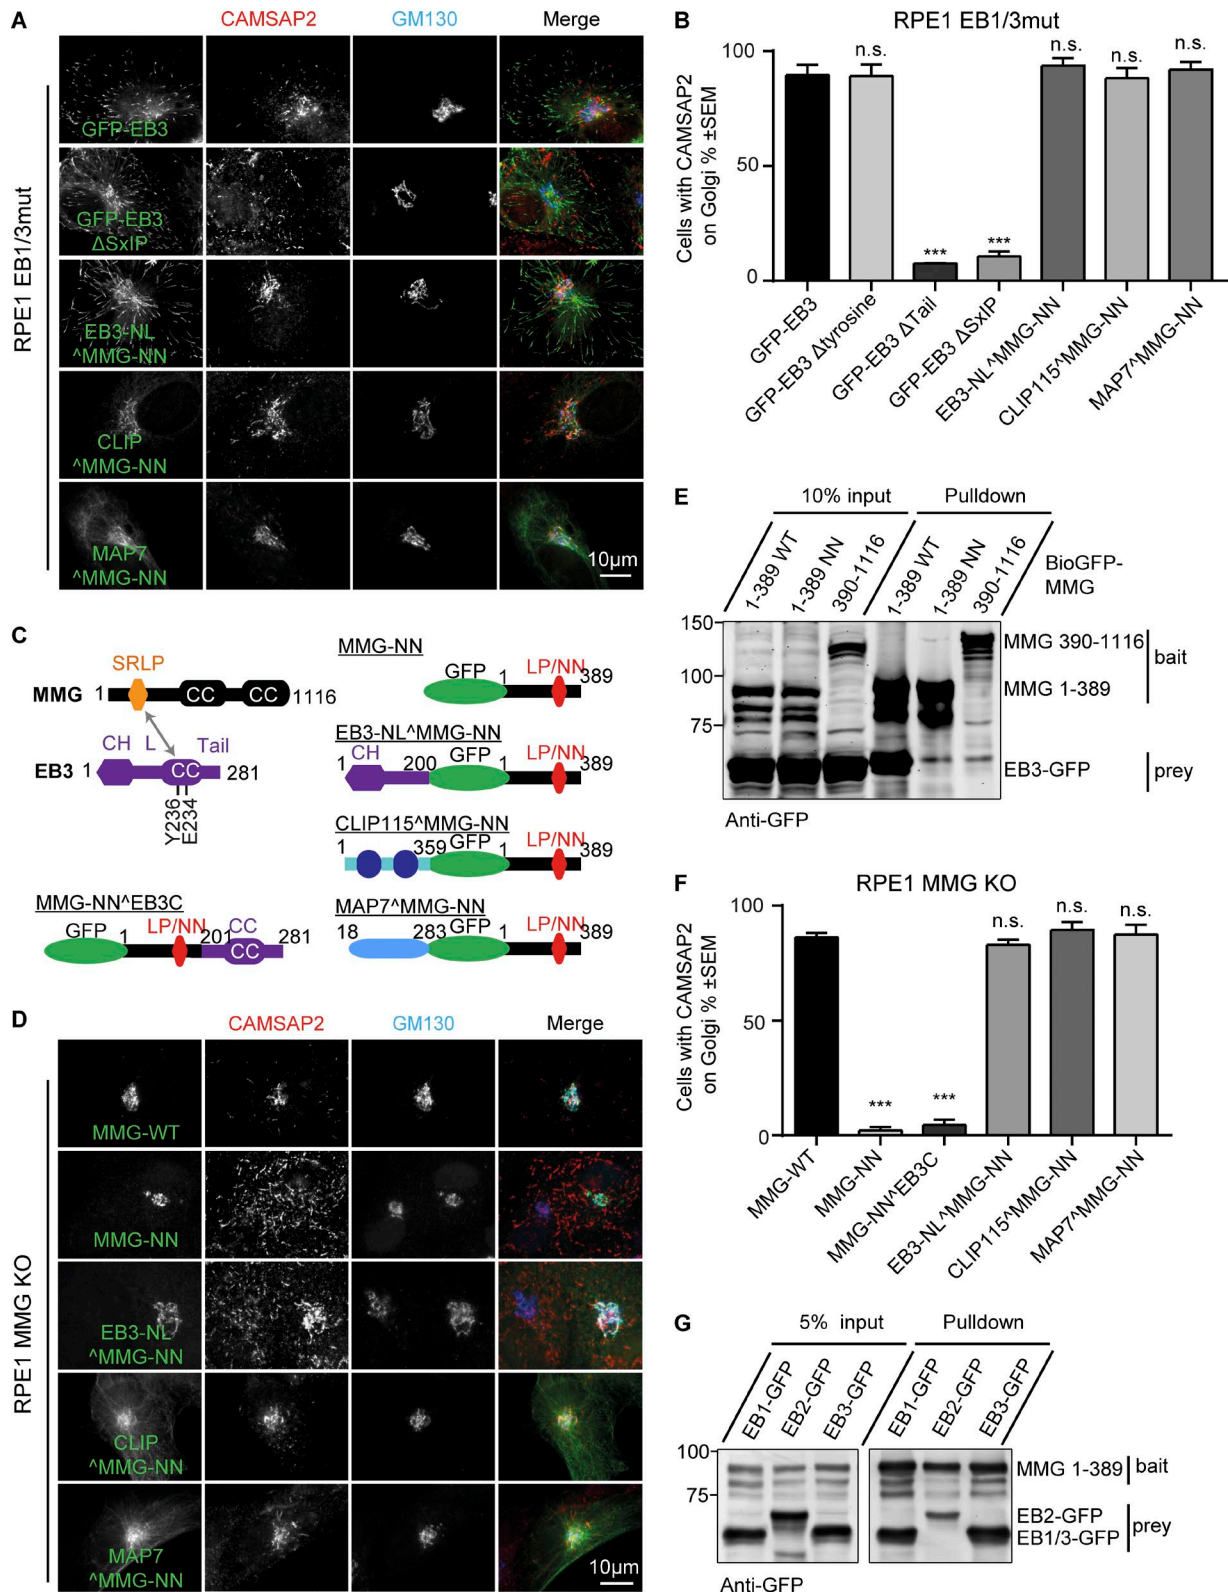 A
CAMSAP2 GM130 Merge
RPE1 EB1/3mut
GFP-EB3
GFP-EB3
ΔSxIP
EB3-NL
^MMG-NN
CLIP
^MMG-NN
MAP7
^MMG-NN
10μm
B
RPE1 EB1/3mut
Cells with CAMSAP2
on Golgi % ±SEM
100
50
0
n.s.
***
***
n.s.
n.s.
n.s.
GFP-EB3
GFP-EB3 Δtyrosine
GFP-EB3 ΔTail
GFP-EB3 ΔSxIP
EB3-NL^MMG-NN
CLIP115^MMG-NN
MAP7^MMG-NN
C
SRLP
MMG 1 CC CC 1116
CH L Tail
EB3 1 CC 281
Y236
E234
MMG-NN^EB3C
GFP 1 LP/NN 201 CC 281
CC
MMG-NN
GFP 1 LP/NN 389
EB3-NL^MMG-NN
CH
1 200 GFP 1 LP/NN 389
CLIP115^MMG-NN
1 359 GFP 1 LP/NN 389
MAP7^MMG-NN
18 283 GFP 1 LP/NN 389
D
CAMSAP2 GM130 Merge
RPE1 MMG KO
MMG-WT
MMG-NN
EB3-NL
^MMG-NN
CLIP
^MMG-NN
MAP7
^MMG-NN
10μm
E
10% input Pulldown
1-389 WT
1-389 NN
390-1116
1-389 WT
1-389 NN
390-1116
BioGFP-
MMG
150
100
75
MMG 390-1116
MMG 1-389
bait
EB3-GFP prey
Anti-GFP
F
RPE1 MMG KO
Cells with CAMSAP2
on Golgi % ±SEM
100
50
0
***
***
n.s.
n.s.
n.s.
MMG-WT
MMG-NN
MMG-NN^EB3C
EB3-NL^MMG-NN
CLIP115^MMG-NN
MAP7^MMG-NN
G
5% input Pulldown
EB1-GFP
EB2-GFP
EB3-GFP
EB1-GFP
EB2-GFP
EB3-GFP
100
75
MMG 1-389 bait
EB2-GFP
EB1/3-GFP
prey
Anti-GFP